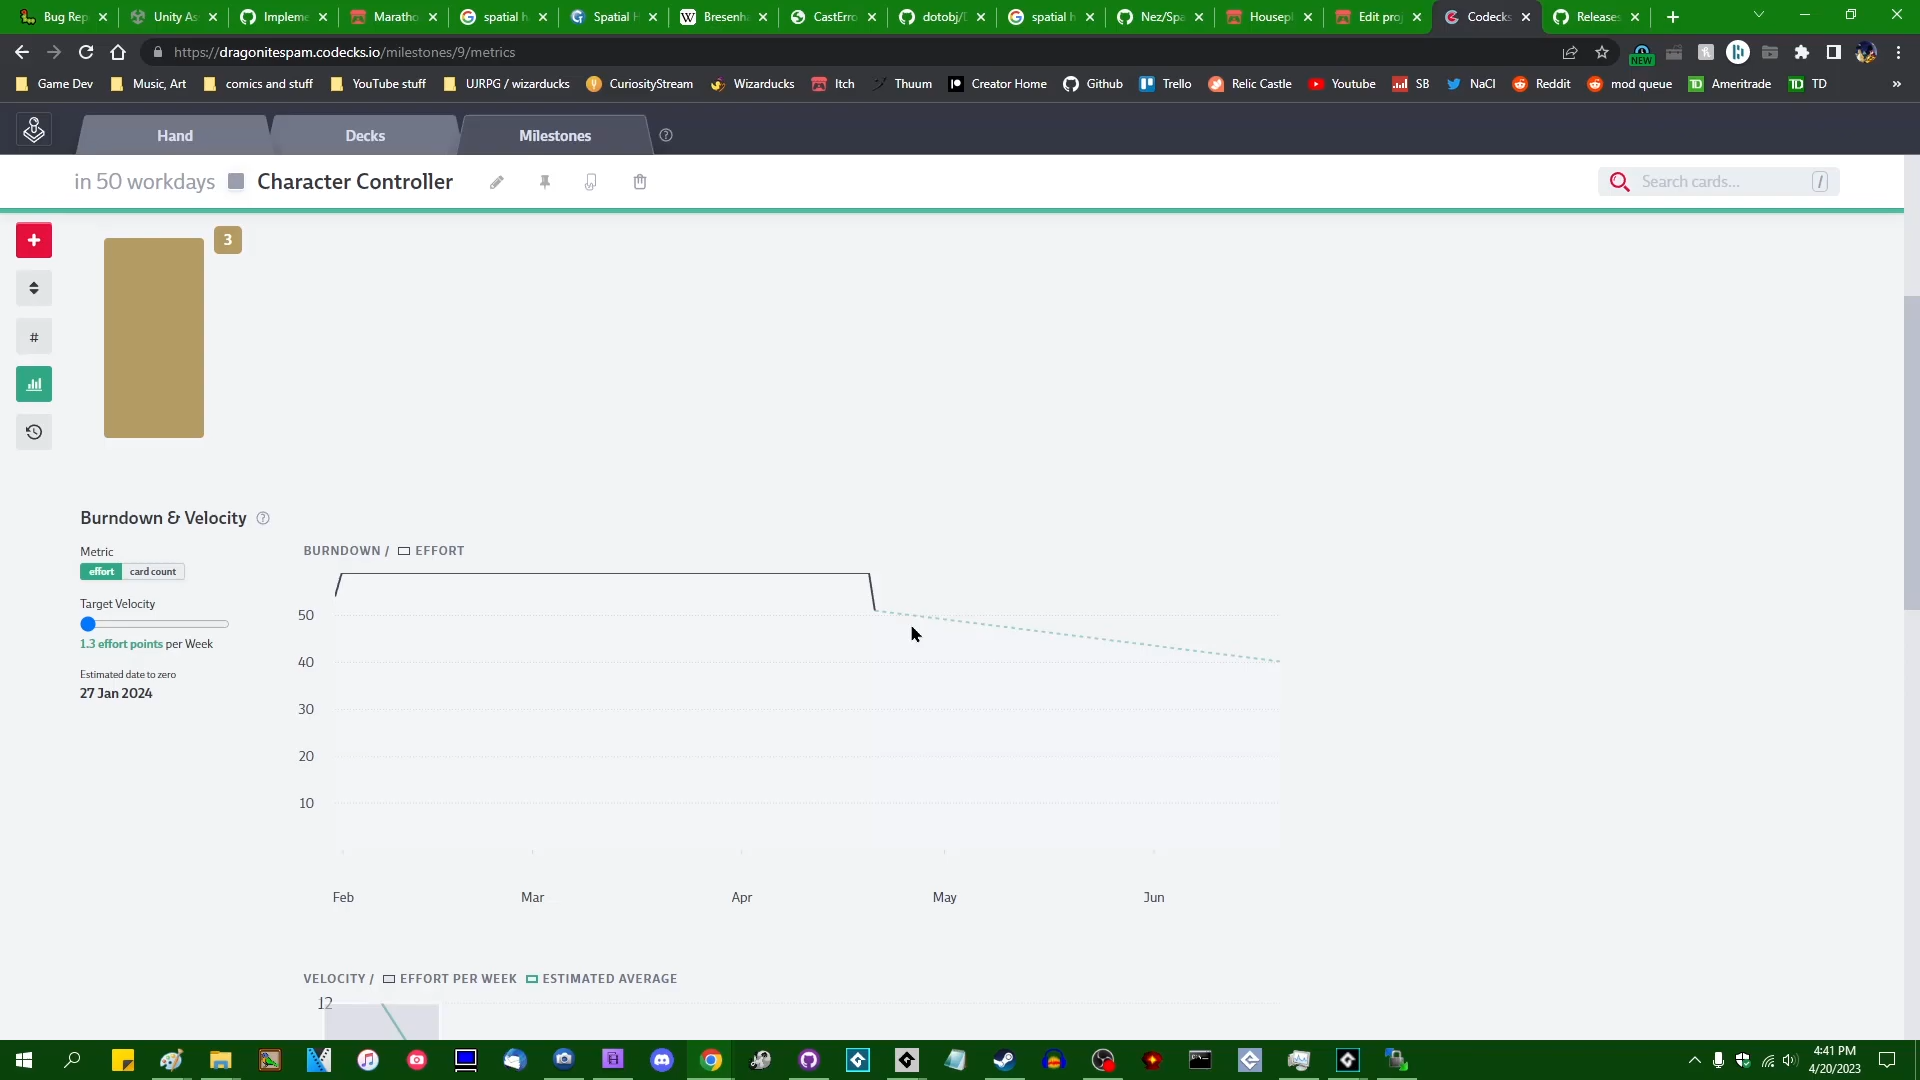 Bug Rep
Unity As
Impleme
Maratho
spatial h
Spatial H
Bresenh
CastErro
dotobj/D
spatial h
Nez/Spa
Housepl
Edit proj
Codecks
Releases
https://dragonitespam.codecks.io/milestones/9/metrics
NEW
Game Dev
Music, Art
comics and stuff
YouTube stuff
UJRPG / wizarducks
CuriosityStream
Wizarducks
Itch
Thuum
Creator Home
Github
Trello
Relic Castle
Youtube
SB
NaCl
Reddit
mod queue
Ameritrade
TD
Hand
Decks
Milestones
in 50 workdays
Character Controller
Search cards...
/
3
#
Burndown & Velocity
Metric
effort
card count
Target Velocity
1.3 effort points per Week
Estimated date to zero
27 Jan 2024
BURNDOWN / EFFORT
50
40
30
20
10
Feb
Mar
Apr
May
Jun
VELOCITY / EFFORT PER WEEK ESTIMATED AVERAGE
12
4:41 PM
4/20/2023